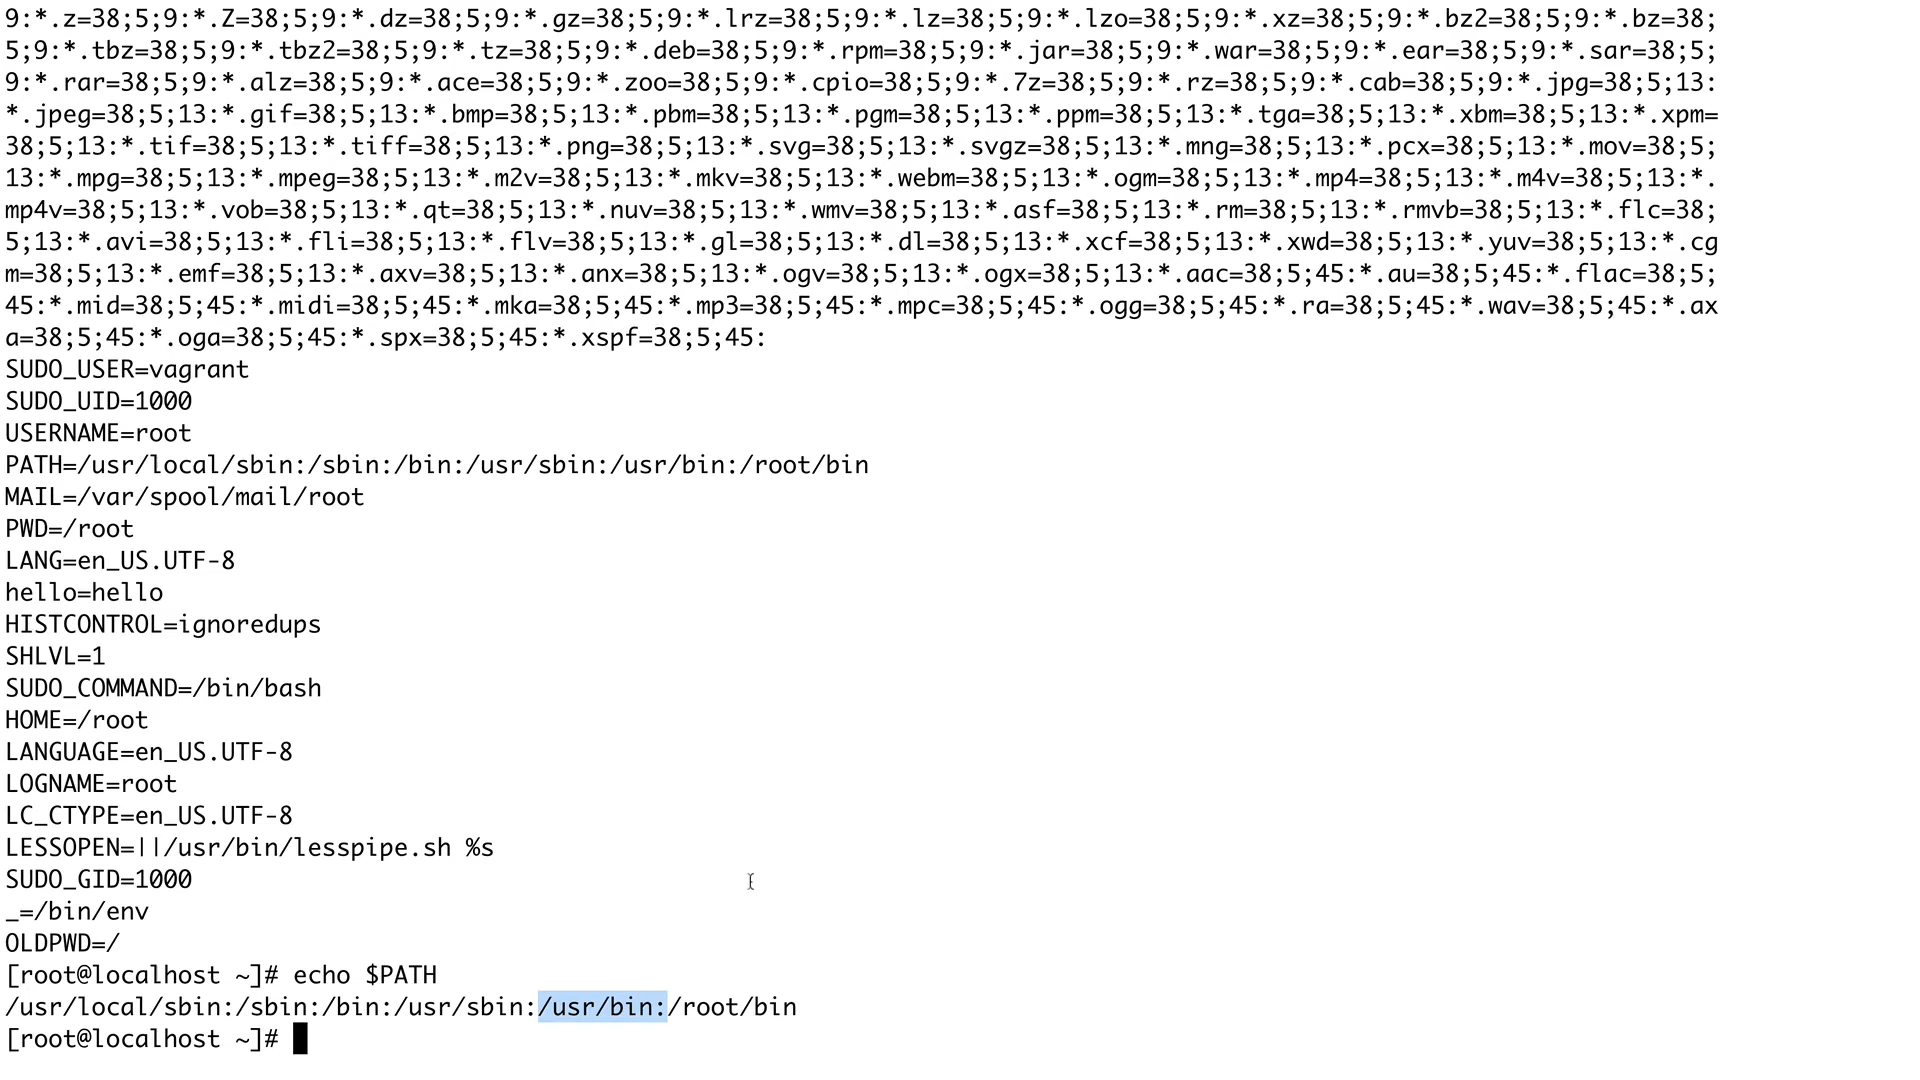 9:*.z=38;5;9:*.Z=38;5;9:*.dz=38;5;9:*.gz=38;5;9:*.lrz=38;5;9:*.lz=38;5;9:*.lzo=38;5;9:*.xz=38;5;9:*.bz2=38;5;9:*.bz=38;
5;9:*.tbz=38;5;9:*.tbz2=38;5;9:*.tz=38;5;9:*.deb=38;5;9:*.rpm=38;5;9:*.jar=38;5;9:*.war=38;5;9:*.ear=38;5;9:*.sar=38;5;
9:*.rar=38;5;9:*.alz=38;5;9:*.ace=38;5;9:*.zoo=38;5;9:*.cpio=38;5;9:*.7z=38;5;9:*.rz=38;5;9:*.cab=38;5;9:*.jpg=38;5;13:
*.jpeg=38;5;13:*.gif=38;5;13:*.bmp=38;5;13:*.pbm=38;5;13:*.pgm=38;5;13:*.ppm=38;5;13:*.tga=38;5;13:*.xbm=38;5;13:*.xpm=
38;5;13:*.tif=38;5;13:*.tiff=38;5;13:*.png=38;5;13:*.svg=38;5;13:*.svgz=38;5;13:*.mng=38;5;13:*.pcx=38;5;13:*.mov=38;5;
13:*.mpg=38;5;13:*.mpeg=38;5;13:*.m2v=38;5;13:*.mkv=38;5;13:*.webm=38;5;13:*.ogm=38;5;13:*.mp4=38;5;13:*.m4v=38;5;13:*.
mp4v=38;5;13:*.vob=38;5;13:*.qt=38;5;13:*.nuv=38;5;13:*.wmv=38;5;13:*.asf=38;5;13:*.rm=38;5;13:*.rmvb=38;5;13:*.flc=38;
5;13:*.avi=38;5;13:*.fli=38;5;13:*.flv=38;5;13:*.gl=38;5;13:*.dl=38;5;13:*.xcf=38;5;13:*.xwd=38;5;13:*.yuv=38;5;13:*.cg
m=38;5;13:*.emf=38;5;13:*.axv=38;5;13:*.anx=38;5;13:*.ogv=38;5;13:*.ogx=38;5;13:*.aac=38;5;45:*.au=38;5;45:*.flac=38;5;
45:*.mid=38;5;45:*.midi=38;5;45:*.mka=38;5;45:*.mp3=38;5;45:*.mpc=38;5;45:*.ogg=38;5;45:*.ra=38;5;45:*.wav=38;5;45:*.ax
a=38;5;45:*.oga=38;5;45:*.spx=38;5;45:*.xspf=38;5;45:
SUDO_USER=vagrant
SUDO_UID=1000
USERNAME=root
PATH=/usr/local/sbin:/sbin:/bin:/usr/sbin:/usr/bin:/root/bin
MAIL=/var/spool/mail/root
PWD=/root
LANG=en_US.UTF-8
hello=hello
HISTCONTROL=ignoredups
SHLVL=1
SUDO_COMMAND=/bin/bash
HOME=/root
LANGUAGE=en_US.UTF-8
LOGNAME=root
LC_CTYPE=en_US.UTF-8
LESSOPEN=||/usr/bin/lesspipe.sh %s
SUDO_GID=1000
_=/bin/env
OLDPWD=/
[root@localhost ~]# echo $PATH
/usr/local/sbin:/sbin:/bin:/usr/sbin:/usr/bin:/root/bin
[root@localhost ~]#